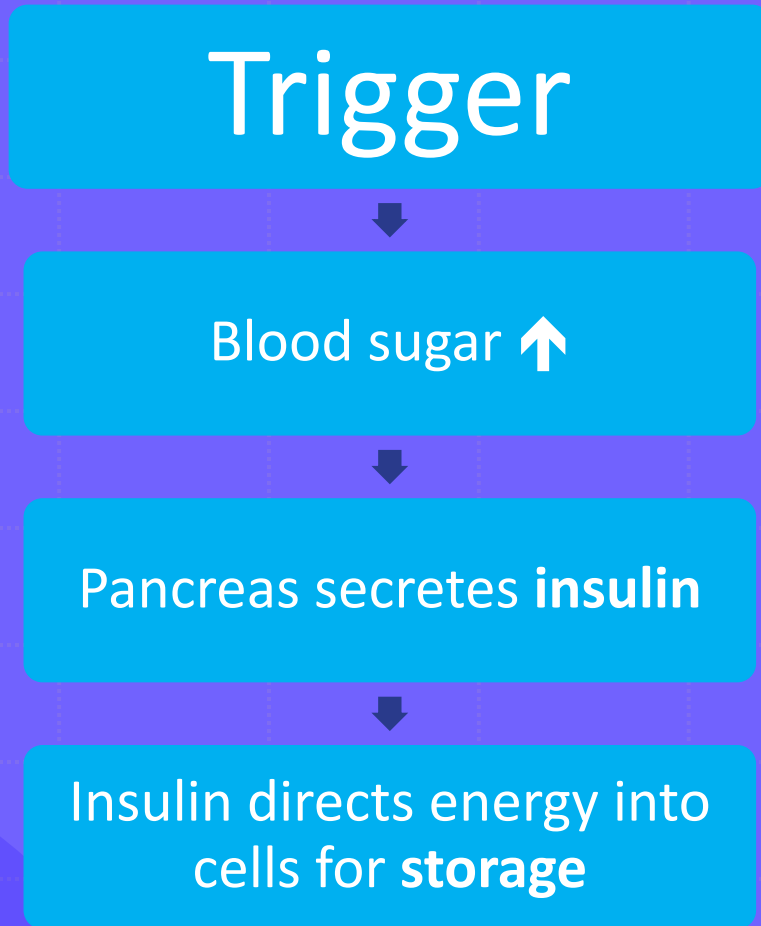 Trigger
Blood sugar ↑
Pancreas secretes insulin
Insulin directs energy into
cells for storage